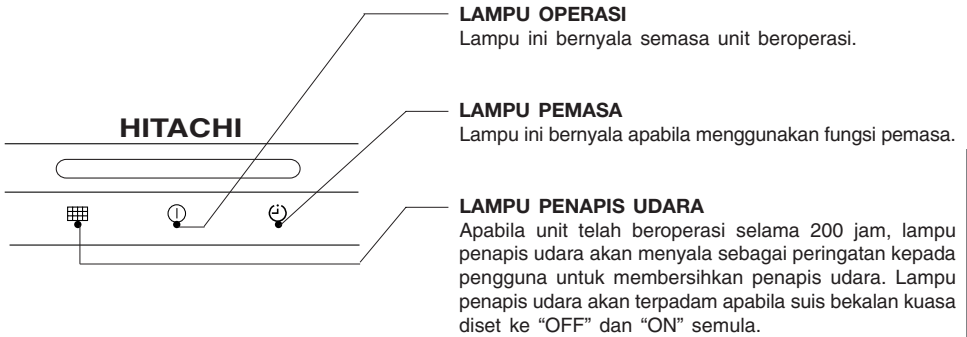 LAMPU OPERASI
Lampu ini bernyala semasa unit beroperasi.
HITACHI
LAMPU PEMASA
Lampu ini bernyala apabila menggunakan fungsi pemasa.
LAMPU PENAPIS UDARA
Apabila unit telah beroperasi selama 200 jam, lampu
penapis udara akan menyala sebagai peringatan kepada
pengguna untuk membersihkan penapis udara. Lampu
penapis udara akan terpadam apabila suis bekalan kuasa
diset ke “OFF” dan “ON” semula.